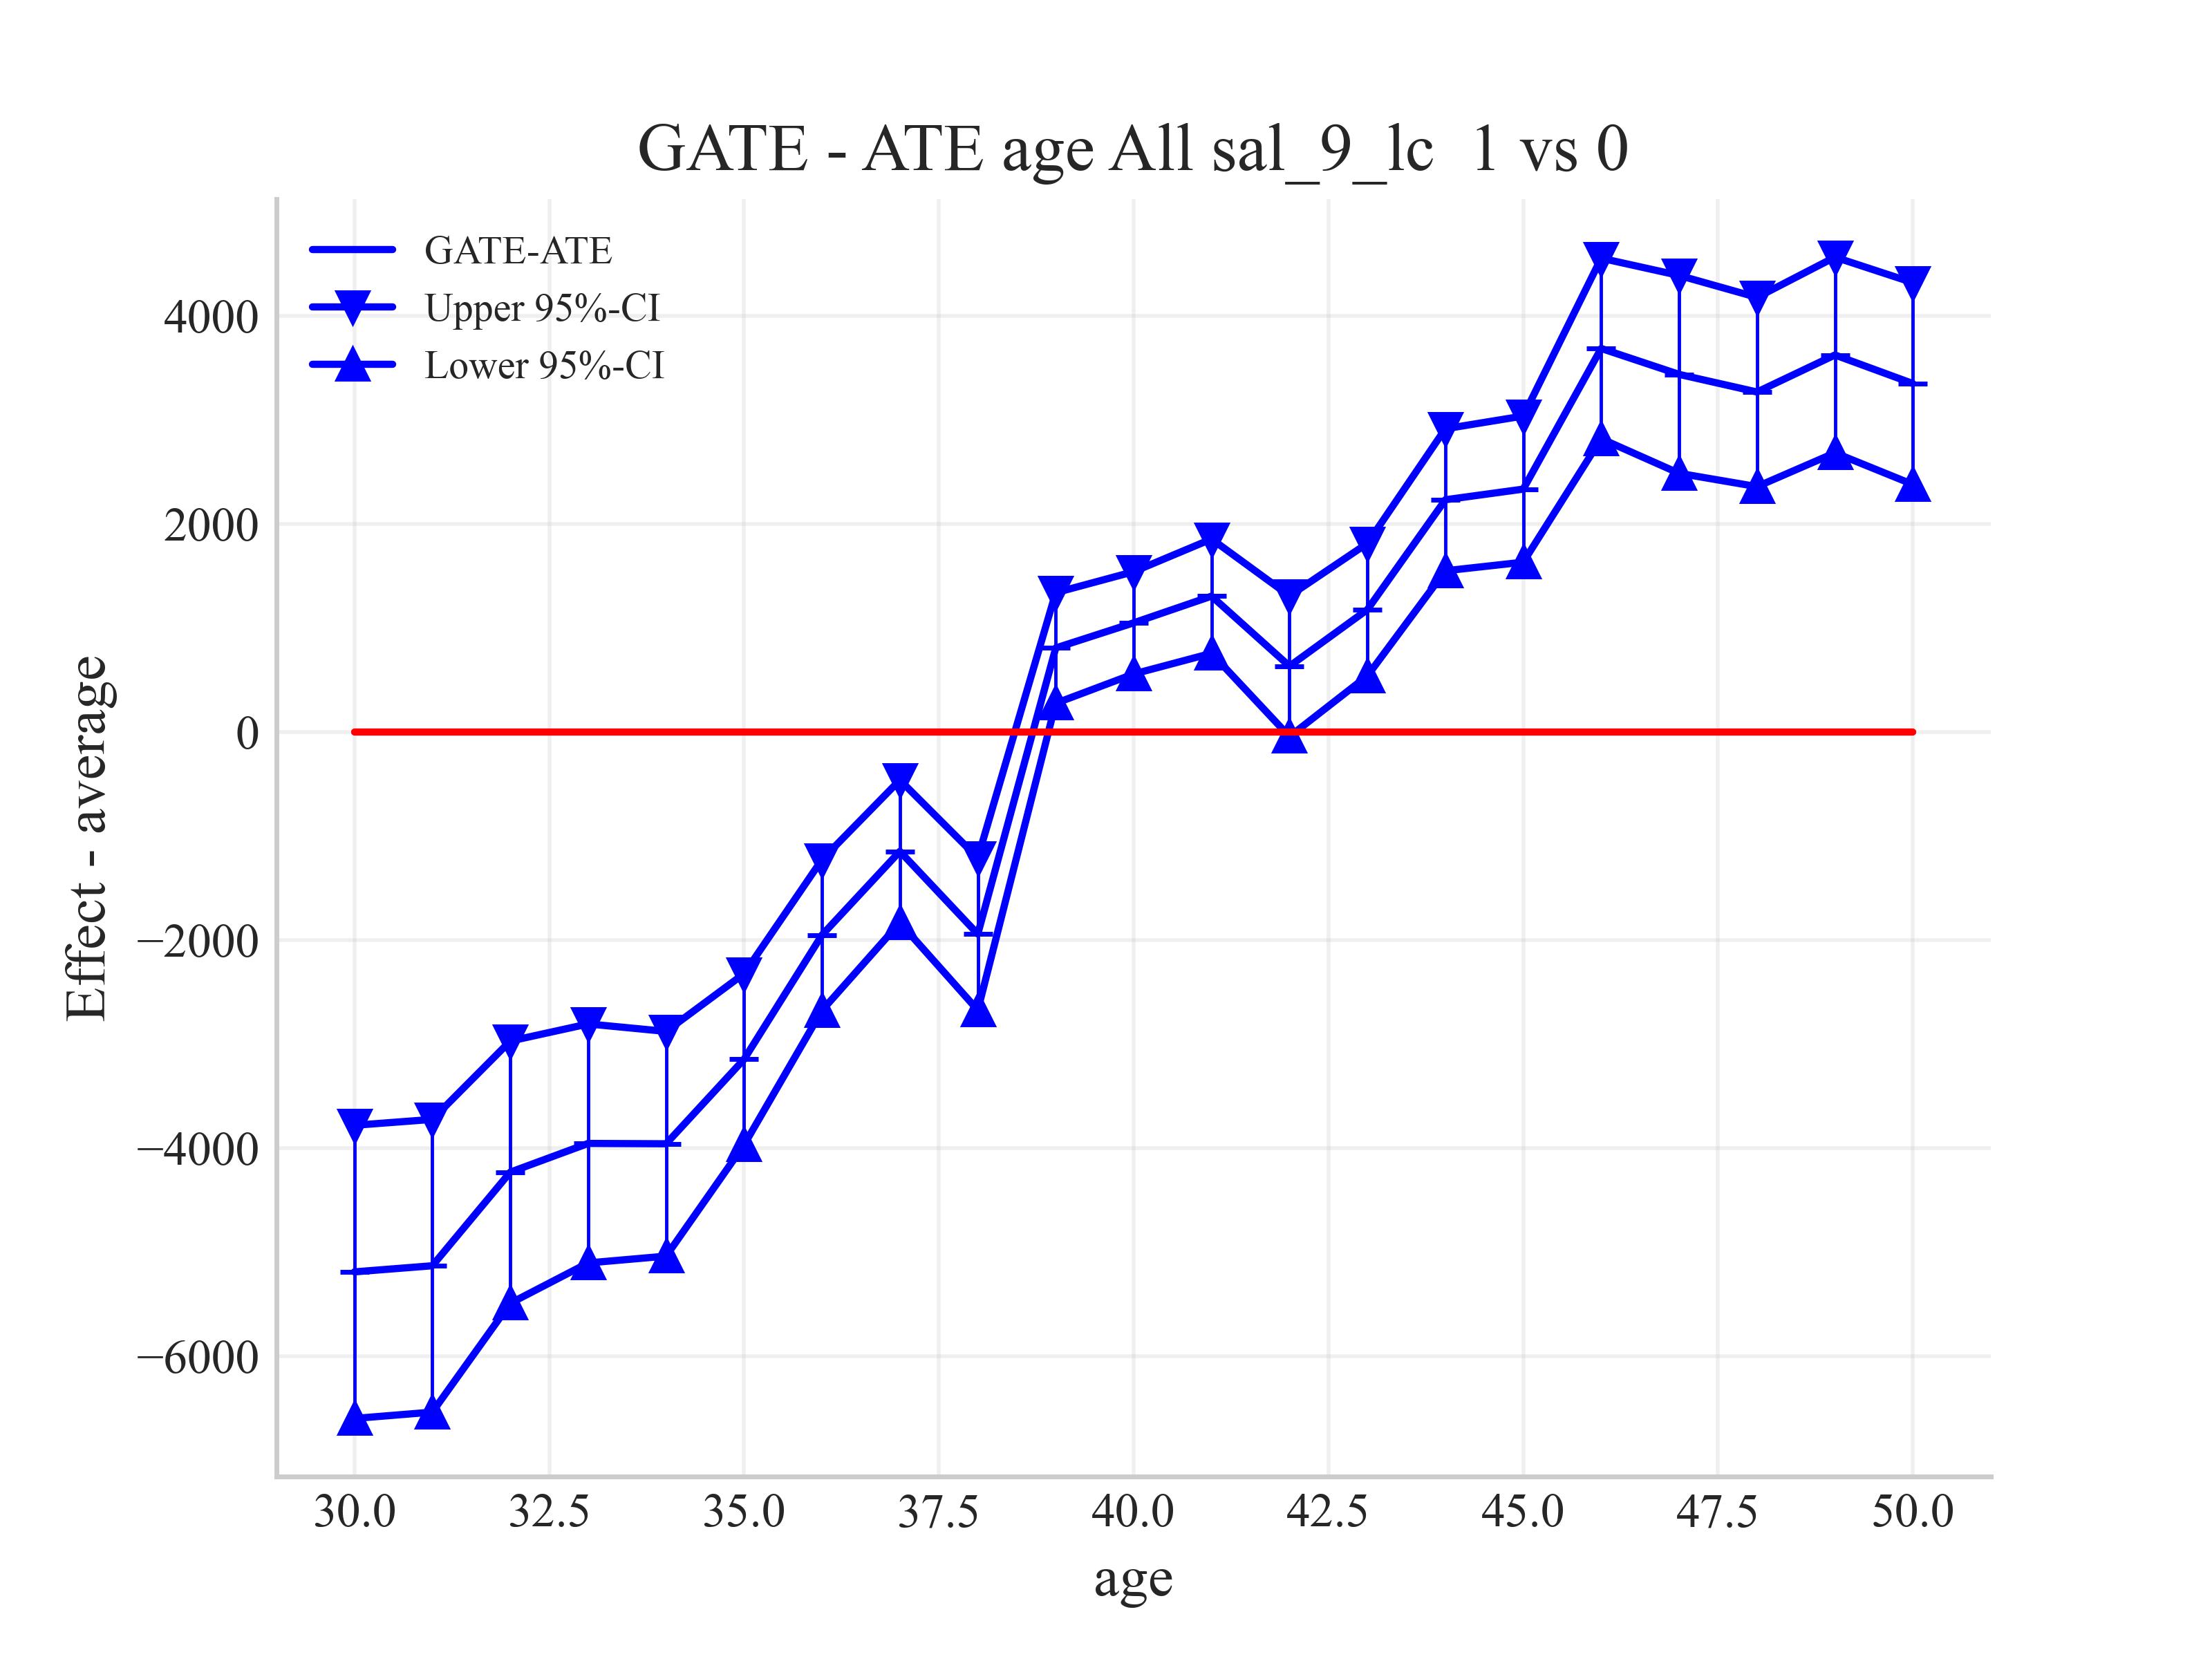 GATE - ATE age All sal_9_lc  1 vs 0
GATE-ATE
Upper 95%-CI
Lower 95%-CI
Effect - average
4000
2000
0
−2000
−4000
−6000
30.0 32.5 35.0 37.5 40.0 42.5 45.0 47.5 50.0
age